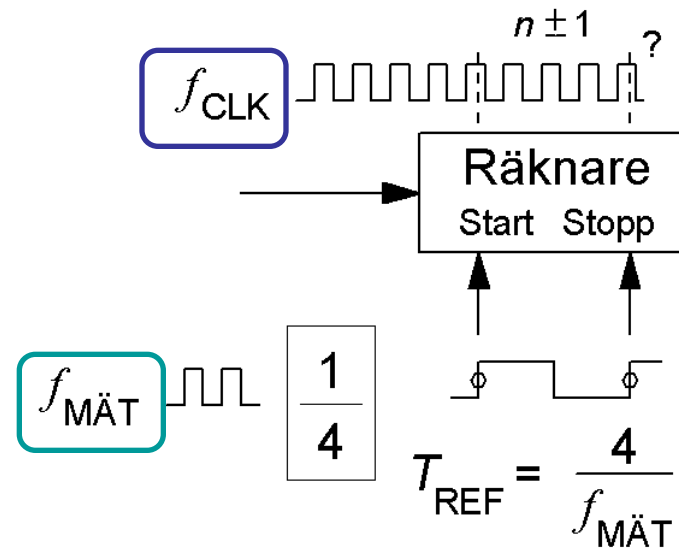 n ± 1
?
fCLK
Räknare
Start Stopp
fMÄT
1
4
TREF = 4
fMÄT